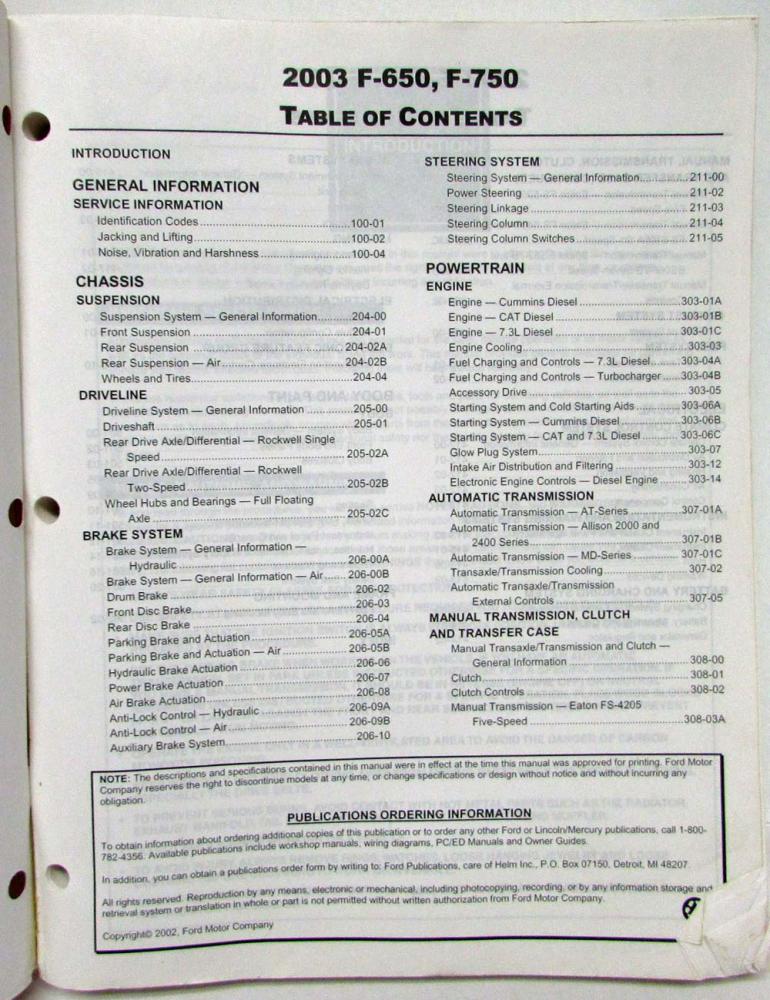 2003 F-650, F-750
TABLE OF CONTENTS
INTRODUCTION
GENERAL INFORMATION
SERVICE INFORMATION
Identification Codes 100-01
Jacking and Lifting 100-02
Noise, Vibration and Harshness 100-04
CHASSIS
SUSPENSION
Suspension System — General Information 204-00
Front Suspension 204-01
Rear Suspension 204-02A
Rear Suspension — Air 204-02B
Wheels and Tires 204-04
DRIVELINE
Driveline System — General Information 205-00
Driveshaft 205-01
Rear Drive Axle/Differential — Rockwell Single
Speed 205-02A
Rear Drive Axle/Differential — Rockwell
Two-Speed 205-02B
Wheel Hubs and Bearings — Full Floating
Axle 205-02C
BRAKE SYSTEM
Brake System — General Information —
Hydraulic 206-00A
Brake System — General Information — Air 206-00B
Drum Brake 206-02
Front Disc Brake 206-03
Rear Disc Brake 206-04
Parking Brake and Actuation 206-05A
Parking Brake and Actuation — Air 206-05B
Hydraulic Brake Actuation 206-06
Power Brake Actuation 206-07
Air Brake Actuation 206-08
Anti-Lock Control — Hydraulic 206-09A
Anti-Lock Control — Air 206-09B
Auxiliary Brake System 206-10
STEERING SYSTEM
Steering System — General Information 211-00
Power Steering 211-02
Steering Linkage 211-03
Steering Column 211-04
Steering Column Switches 211-05
POWERTRAIN
ENGINE
Engine — Cummins Diesel 303-01A
Engine — CAT Diesel 303-01B
Engine — 7.3L Diesel 303-01C
Engine Cooling 303-03
Fuel Charging and Controls — 7.3L Diesel 303-04A
Fuel Charging and Controls — Turbocharger 303-04B
Accessory Drive 303-05
Starting System and Cold Starting Aids 303-06A
Starting System — Cummins Diesel 303-06B
Starting System — CAT and 7.3L Diesel 303-06C
Glow Plug System 303-07
Intake Air Distribution and Filtering 303-12
Electronic Engine Controls — Diesel Engine 303-14
AUTOMATIC TRANSMISSION
Automatic Transmission — AT-Series 307-01A
Automatic Transmission — Allison 2000 and
2400 Series 307-01B
Automatic Transmission — MD-Series 307-01C
Transaxle/Transmission Cooling 307-02
Automatic Transaxle/Transmission
External Controls 307-05
MANUAL TRANSMISSION, CLUTCH
AND TRANSFER CASE
Manual Transaxle/Transmission and Clutch —
General Information 308-00
Clutch 308-01
Clutch Controls 308-02
Manual Transmission — Eaton FS-4205
Five-Speed 308-03A
NOTE: The descriptions and specifications contained in this manual were in effect at the time this manual was approved for printing. Ford Motor
Company reserves the right to discontinue models at any time, or change specifications or design without notice and without incurring any
obligation.
PUBLICATIONS ORDERING INFORMATION
To obtain information about ordering additional copies of this publication or to order any other Ford or Lincoln/Mercury publications, call 1-800-
782-4356. Available publications include workshop manuals, wiring diagrams, PC/ED Manuals and Owner Guides.
In addition, you can obtain a publications order form by writing to: Ford Publications, care of Helm Inc., P.O. Box 07150, Detroit, MI 48207.
All rights reserved. Reproduction by any means, electronic or mechanical, including photocopying, recording, or by any information storage and
retrieval system or translation in whole or part is not permitted without written authorization from Ford Motor Company.
Copyright© 2002, Ford Motor Company